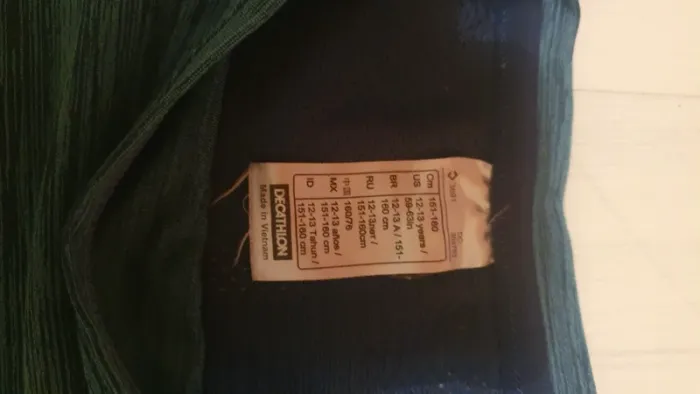 Cm 151-160
US 12-13 years /
59-63in
BR 12-13 A / 151-
160 cm
RU 12-13лет /
151-160cm
中国 160/76
MX 12-13 años /
151-160 cm
ID 12-13 Tahun /
151-160 cm
DECATHLON
Made in Vietnam